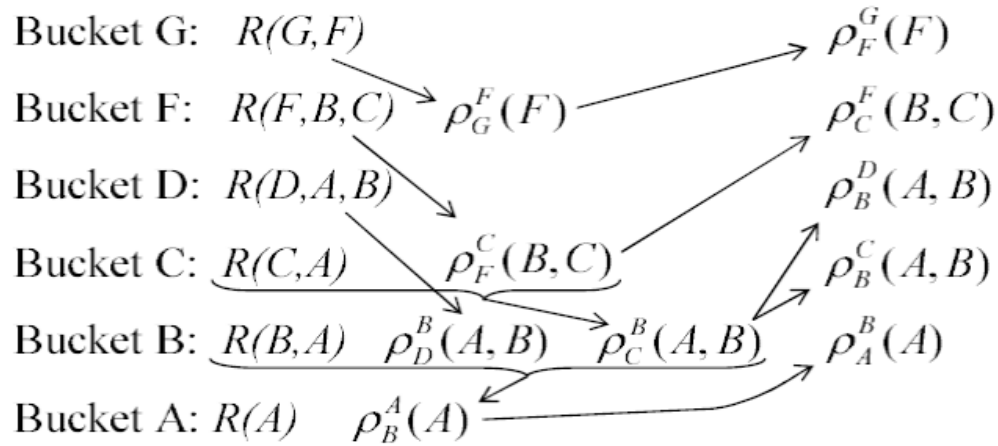 Bucket G: R(G,F) ρ_F^G(F)
Bucket F: R(F,B,C) ρ_G^F(F) ρ_C^F(B,C)
Bucket D: R(D,A,B) ρ_B^D(A,B)
Bucket C: R(C,A) ρ_F^C(B,C) ρ_B^C(A,B)
Bucket B: R(B,A) ρ_D^B(A,B) ρ_C^B(A,B) ρ_A^B(A)
Bucket A: R(A) ρ_B^A(A)